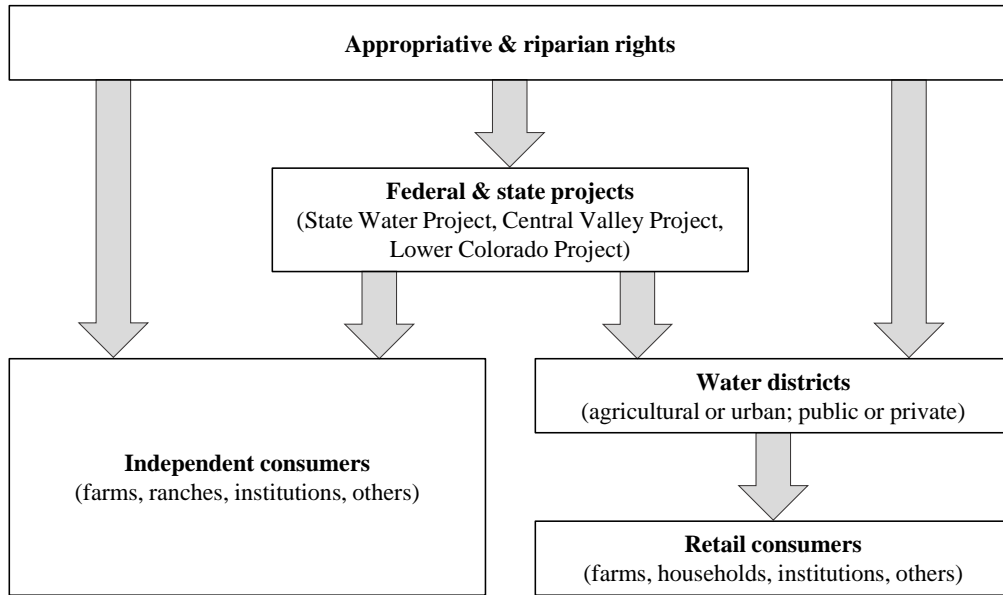 Appropriative & riparian rights
Federal & state projects
(State Water Project, Central Valley Project,
Lower Colorado Project)
Water districts
(agricultural or urban; public or private)
Independent consumers
(farms, ranches, institutions, others)
Retail consumers
(farms, households, institutions, others)